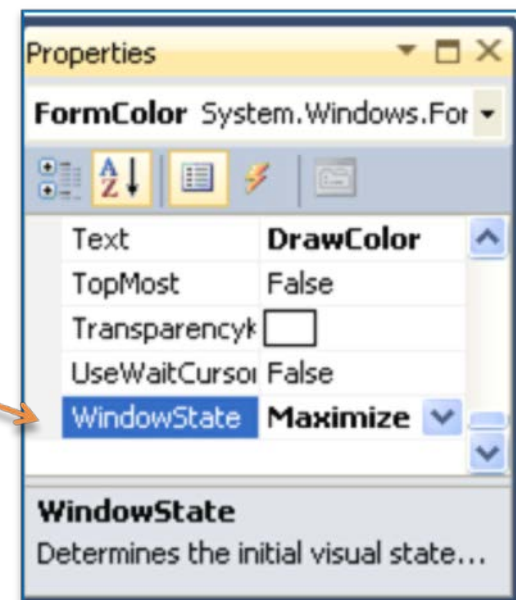 Properties
FormColor System.Windows.For
A
Z
Text DrawColor
TopMost False
TransparencyK
UseWaitCursor False
WindowState Maximize
WindowState
Determines the initial visual state...